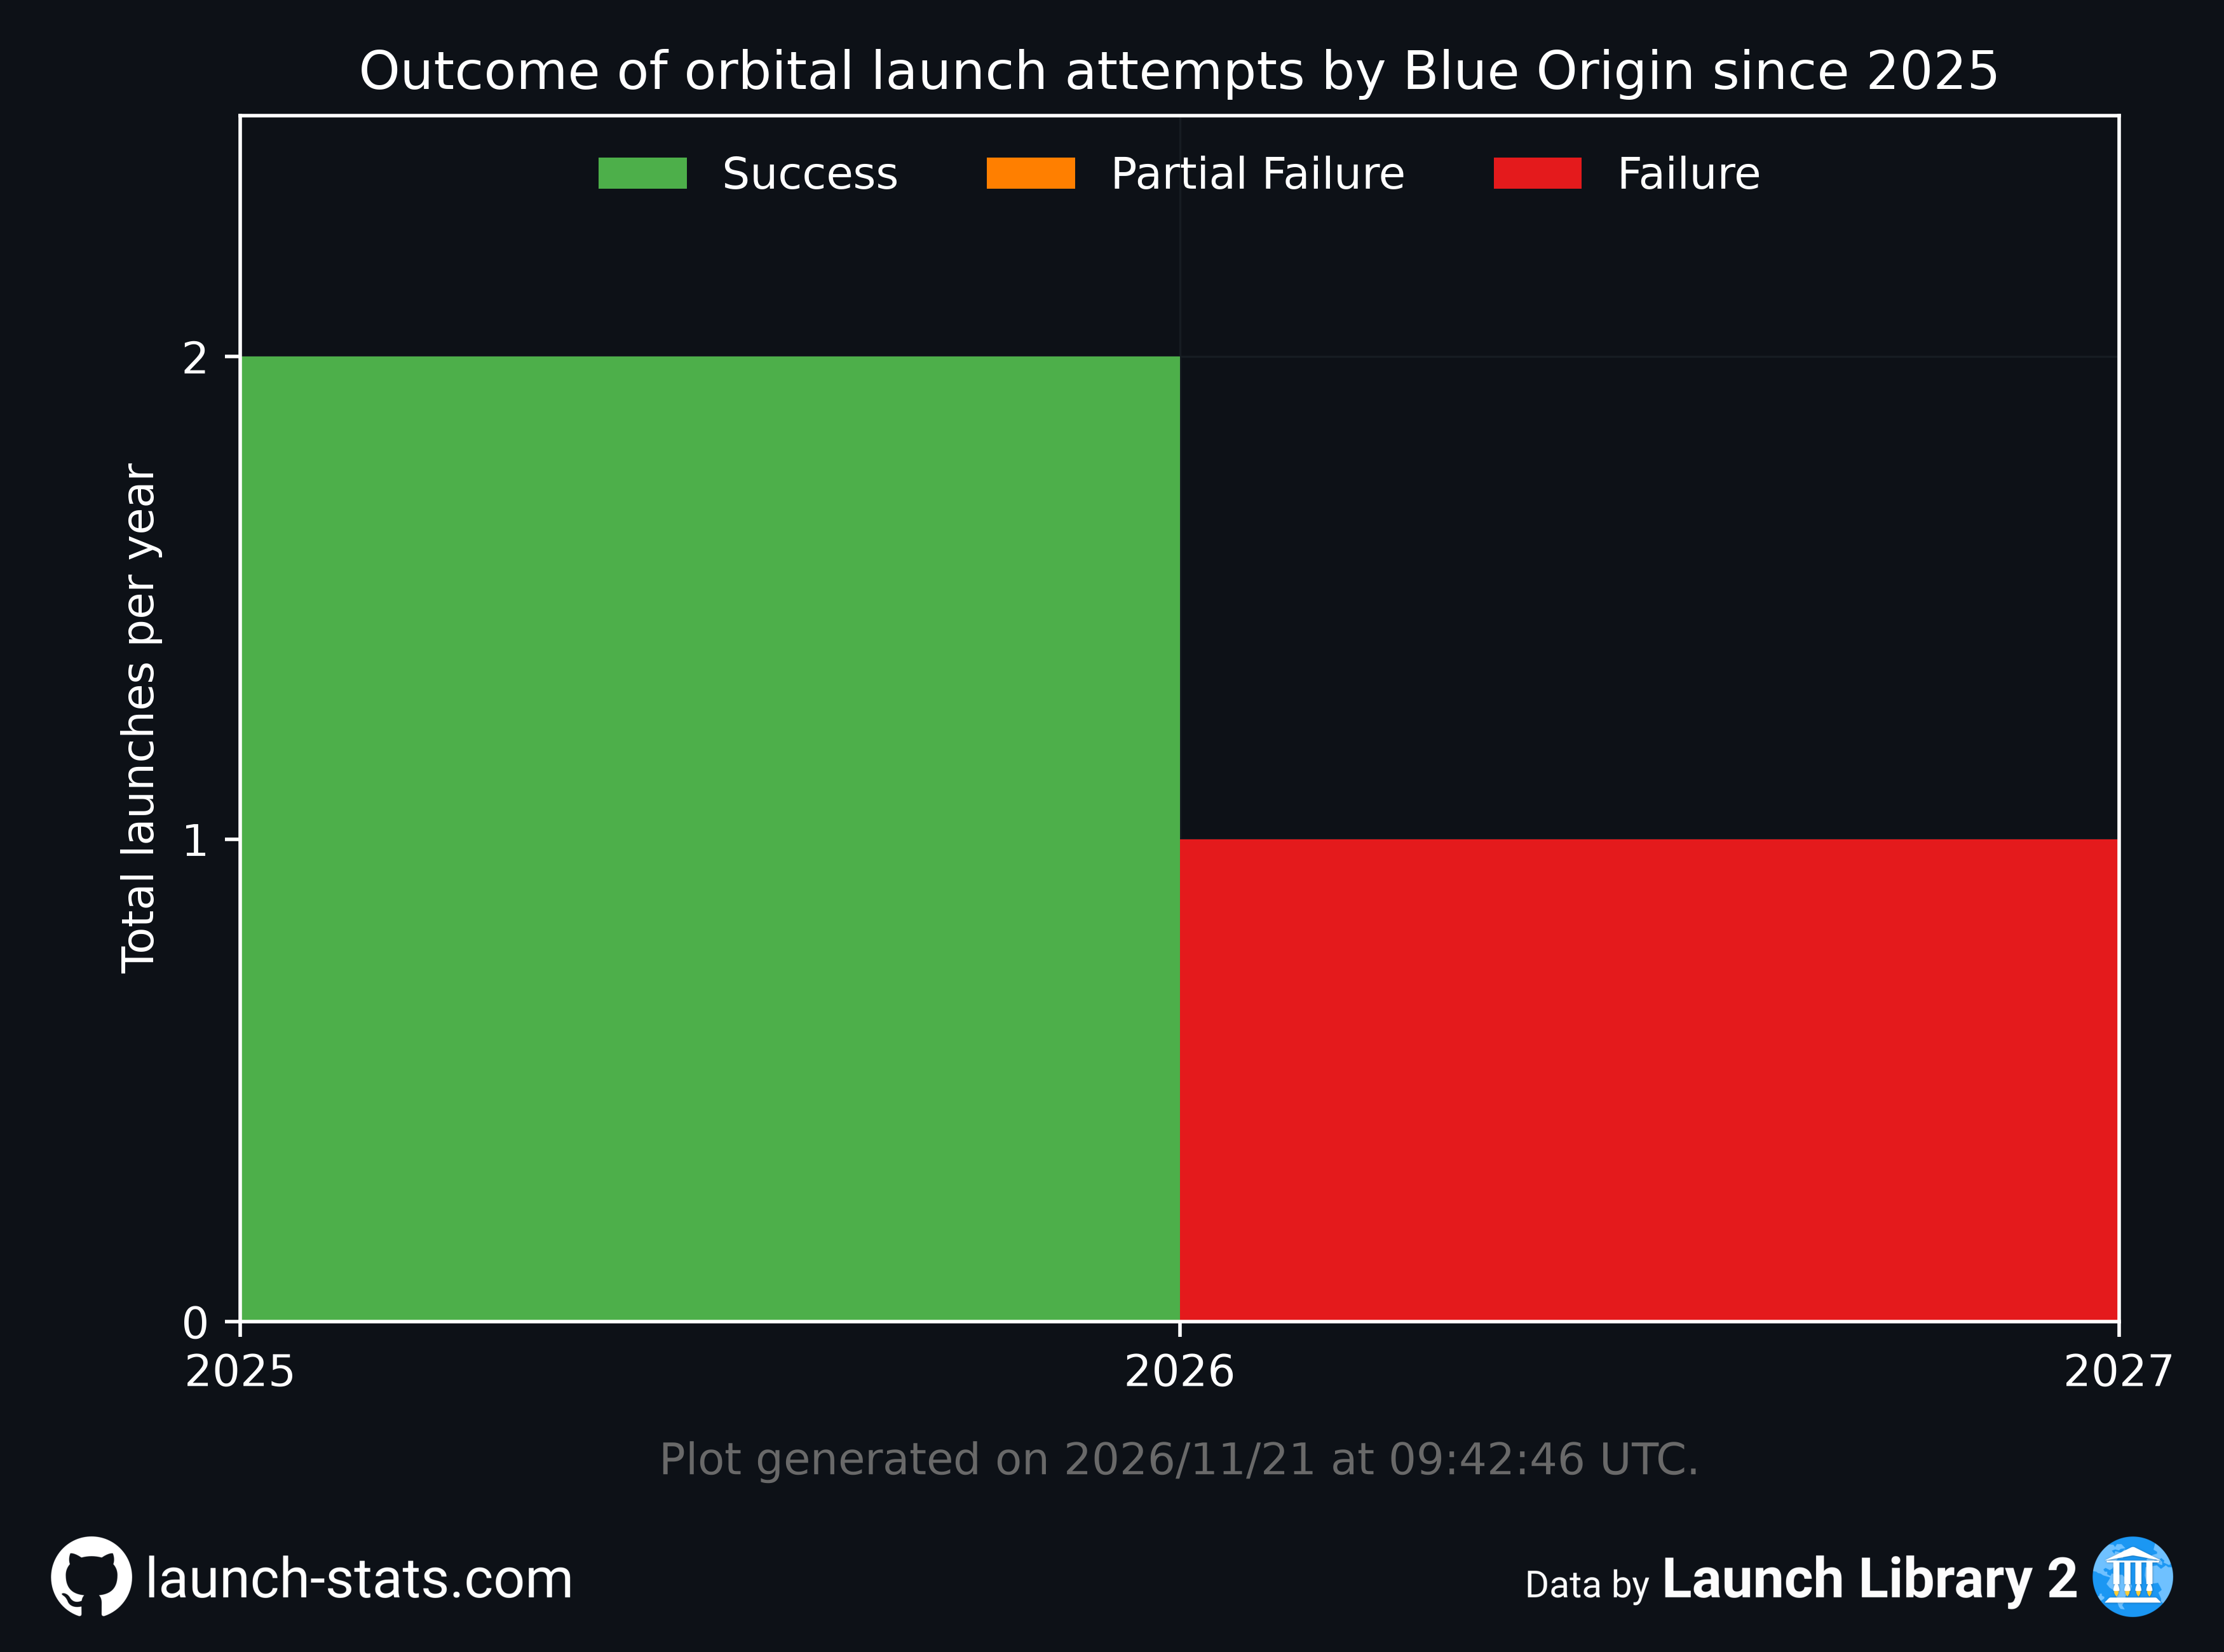 Outcome of orbital launch attempts by Blue Origin since 2025
Success Partial Failure Failure
Total launches per year
2
1
0
2025 2026 2027
Plot generated on 2026/11/21 at 09:42:46 UTC.
launch-stats.com
Data by Launch Library 2